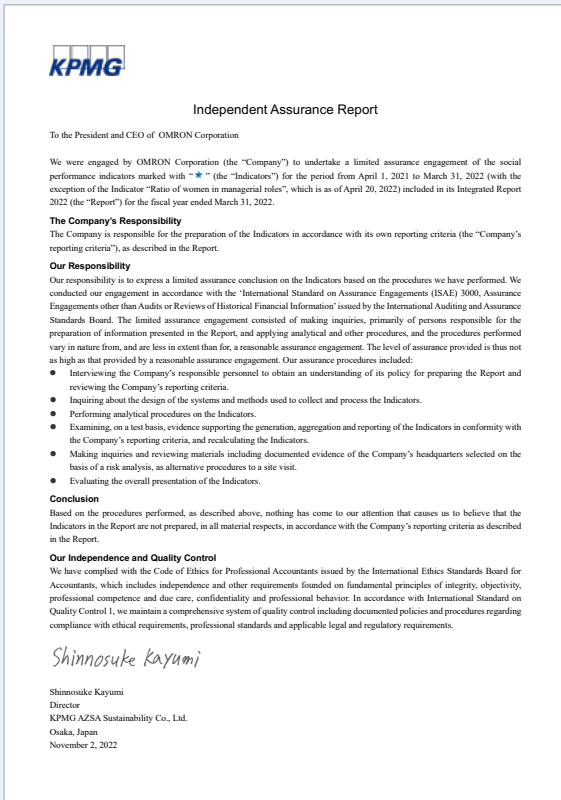 KPMG
Independent Assurance Report
To the President and CEO of OMRON Corporation
We were engaged by OMRON Corporation (the “Company”) to undertake a limited assurance engagement of the social
performance indicators marked with “★” (the “Indicators”) for the period from April 1, 2021 to March 31, 2022 (with the
exception of the Indicator “Ratio of women in managerial roles”, which is as of April 20, 2022) included in its Integrated Report
2022 (the “Report”) for the fiscal year ended March 31, 2022.
The Company’s Responsibility
The Company is responsible for the preparation of the Indicators in accordance with its own reporting criteria (the “Company’s
reporting criteria”), as described in the Report.
Our Responsibility
Our responsibility is to express a limited assurance conclusion on the Indicators based on the procedures we have performed. We
conducted our engagement in accordance with the ‘International Standard on Assurance Engagements (ISAE) 3000, Assurance
Engagements other than Audits or Reviews of Historical Financial Information’ issued by the International Auditing and Assurance
Standards Board. The limited assurance engagement consisted of making inquiries, primarily of persons responsible for the
preparation of information presented in the Report, and applying analytical and other procedures, and the procedures performed
vary in nature from, and are less in extent than for, a reasonable assurance engagement. The level of assurance provided is thus not
as high as that provided by a reasonable assurance engagement. Our assurance procedures included:
● Interviewing the Company’s responsible personnel to obtain an understanding of its policy for preparing the Report and
reviewing the Company’s reporting criteria.
● Inquiring about the design of the systems and methods used to collect and process the Indicators.
● Performing analytical procedures on the Indicators.
● Examining, on a test basis, evidence supporting the generation, aggregation and reporting of the Indicators in conformity with
the Company’s reporting criteria, and recalculating the Indicators.
● Making inquiries and reviewing materials including documented evidence of the Company’s headquarters selected on the
basis of a risk analysis, as alternative procedures to a site visit.
● Evaluating the overall presentation of the Indicators.
Conclusion
Based on the procedures performed, as described above, nothing has come to our attention that causes us to believe that the
Indicators in the Report are not prepared, in all material respects, in accordance with the Company’s reporting criteria as described
in the Report.
Our Independence and Quality Control
We have complied with the Code of Ethics for Professional Accountants issued by the International Ethics Standards Board for
Accountants, which includes independence and other requirements founded on fundamental principles of integrity, objectivity,
professional competence and due care, confidentiality and professional behavior. In accordance with International Standard on
Quality Control 1, we maintain a comprehensive system of quality control including documented policies and procedures regarding
compliance with ethical requirements, professional standards and applicable legal and regulatory requirements.
Shinnosuke Kayumi
Shinnosuke Kayumi
Director
KPMG AZSA Sustainability Co., Ltd.
Osaka, Japan
November 2, 2022